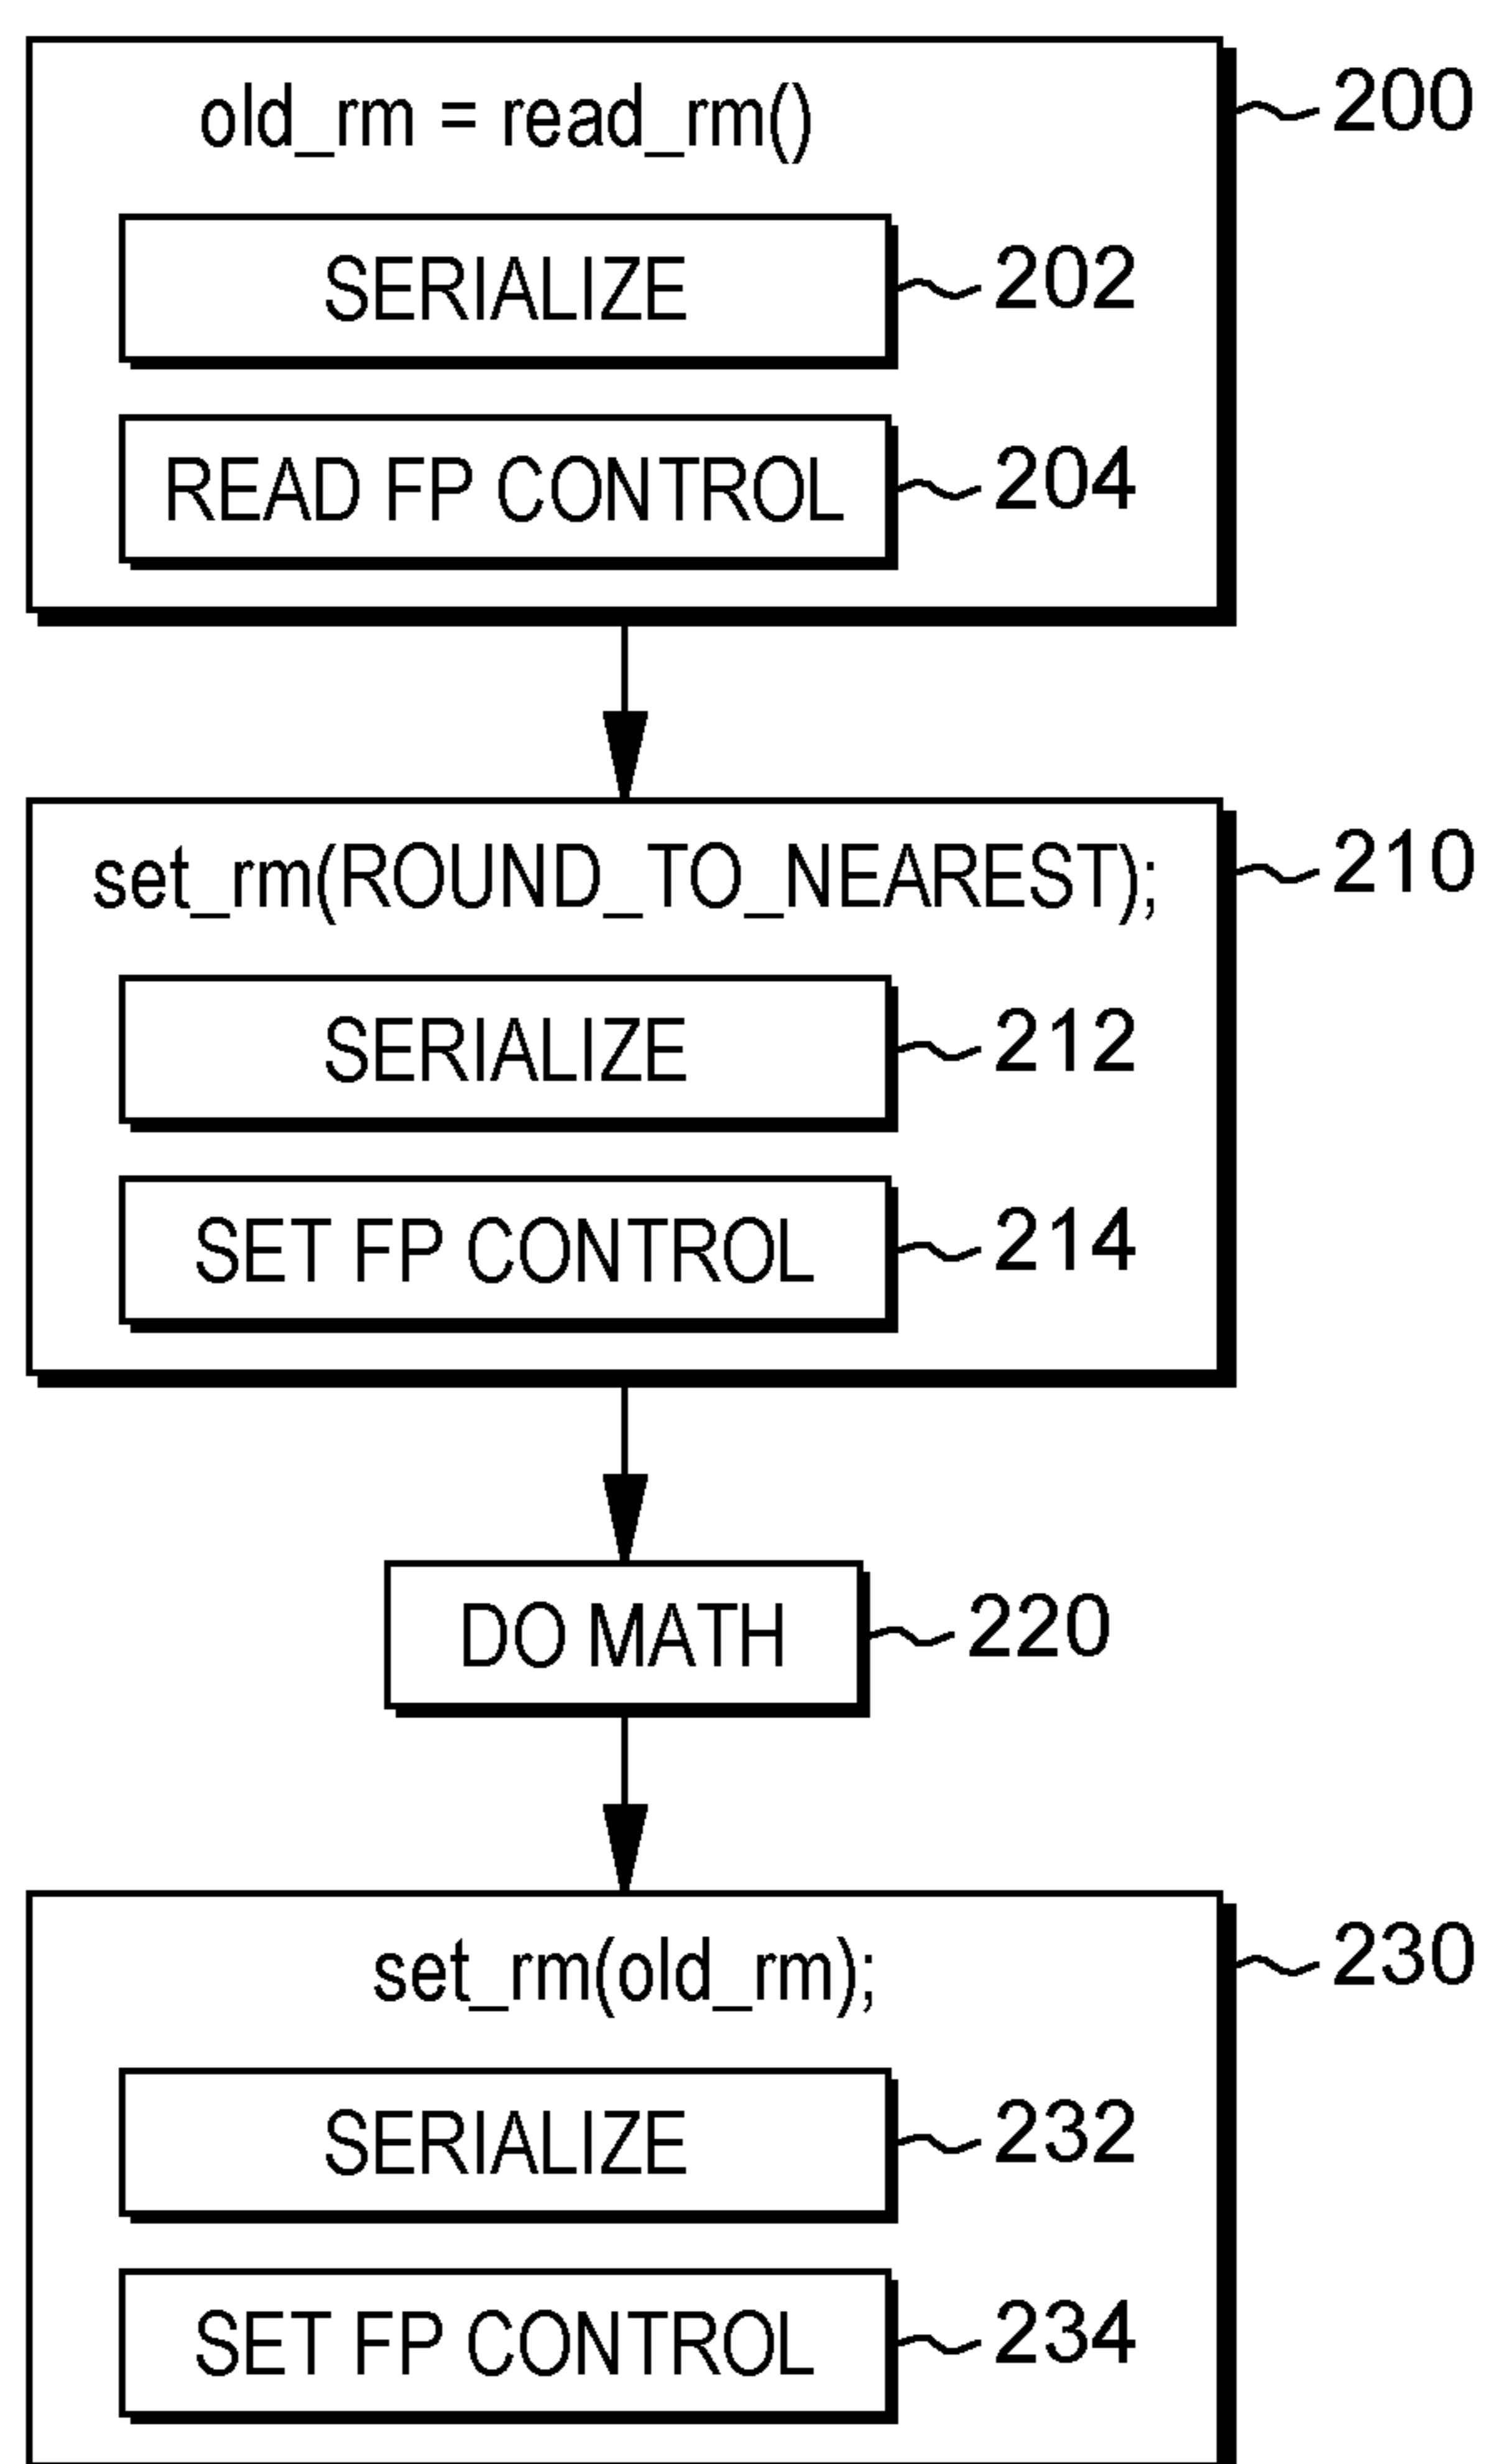 old_rm = read_rm() 200
SERIALIZE 202
READ FP CONTROL 204
set_rm(ROUND_TO_NEAREST); 210
SERIALIZE 212
SET FP CONTROL 214
DO MATH 220
set_rm(old_rm); 230
SERIALIZE 232
SET FP CONTROL 234